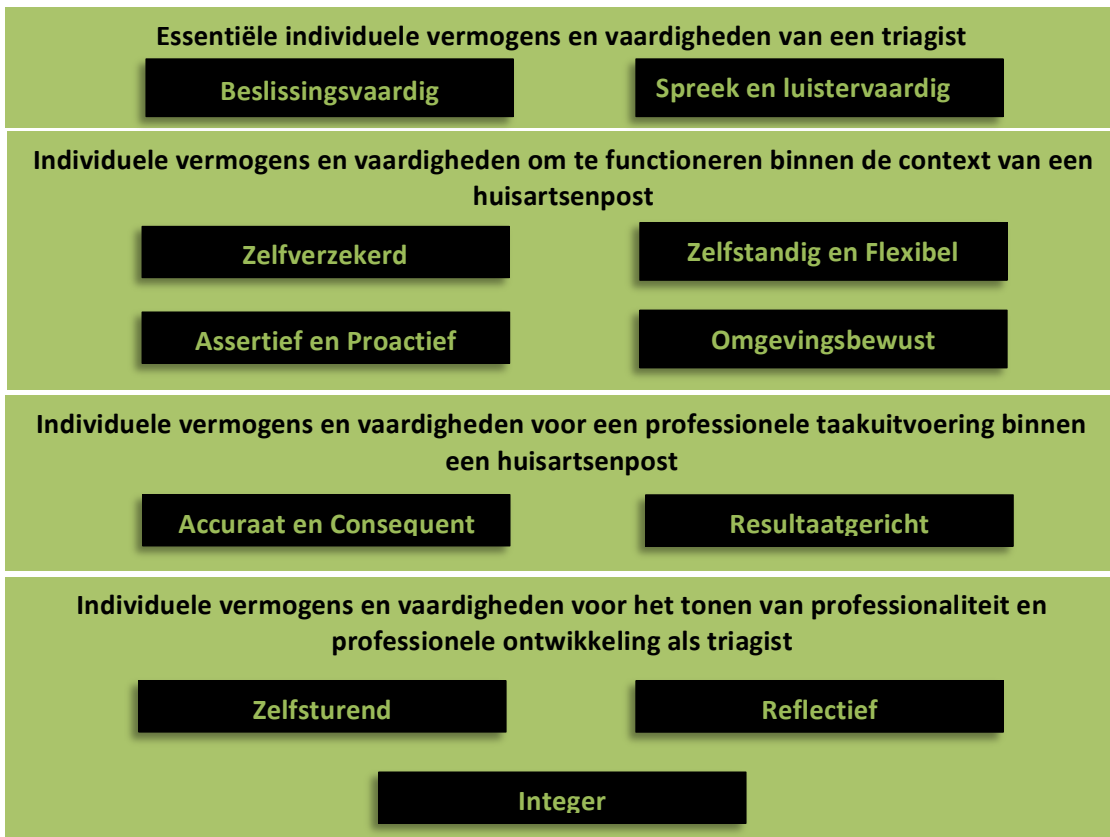 Essentiële individuele vermogens en vaardigheden van een triagist
Beslissingsvaardig
Spreek en luistervaardig
Individuele vermogens en vaardigheden om te functioneren binnen de context van een
huisartsenpost
Zelfverzekerd
Zelfstandig en Flexibel
Assertief en Proactief
Omgevingsbewust
Individuele vermogens en vaardigheden voor een professionele taakuitvoering binnen
een huisartsenpost
Accuraat en Consequent
Resultaatgericht
Individuele vermogens en vaardigheden voor het tonen van professionaliteit en
professionele ontwikkeling als triagist
Zelfsturend
Reflectief
Integer